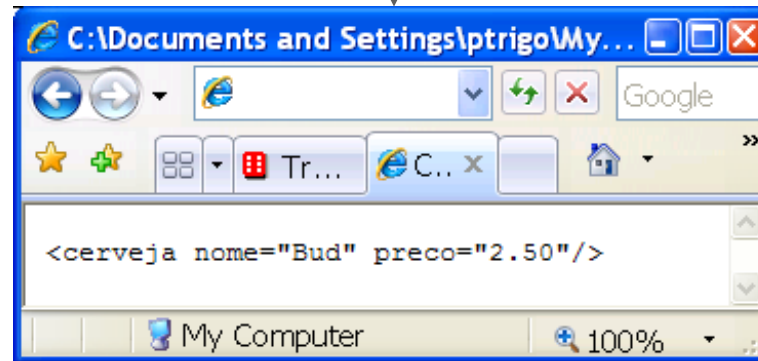 C:\Documents and Settings\ptrigo\My...
Google
»
Tr...
C..
<cerveja nome="Bud" preco="2.50"/>
My Computer
100%